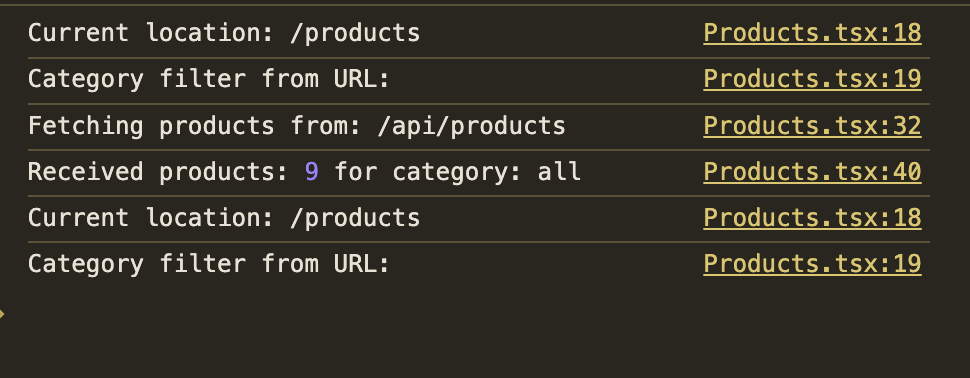 Current location: /products Products.tsx:18
Category filter from URL: Products.tsx:19
Fetching products from: /api/products Products.tsx:32
Received products: 9 for category: all Products.tsx:40
Current location: /products Products.tsx:18
Category filter from URL: Products.tsx:19